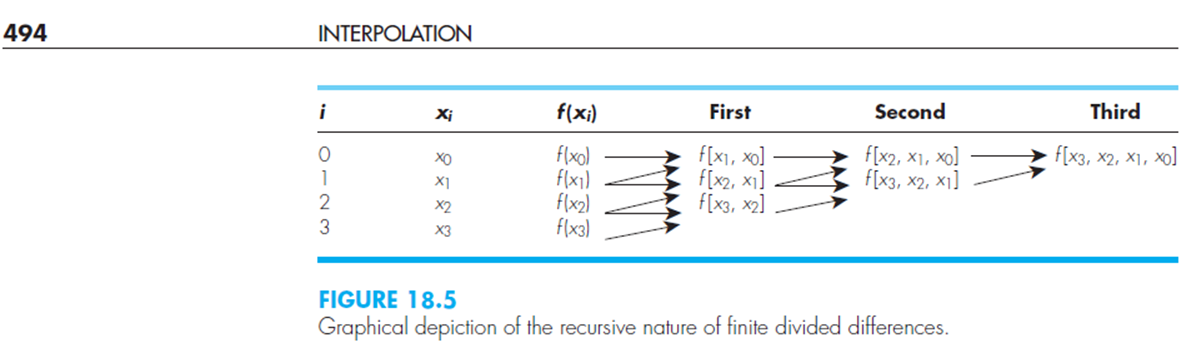 494 INTERPOLATION
i xi f(xi) First Second Third
0 x0 f(x0) f[x1, x0] f[x2, x1, x0] f[x3, x2, x1, x0]
1 x1 f(x1) f[x2, x1] f[x3, x2, x1]
2 x2 f(x2) f[x3, x2]
3 x3 f(x3)
FIGURE 18.5
Graphical depiction of the recursive nature of finite divided differences.